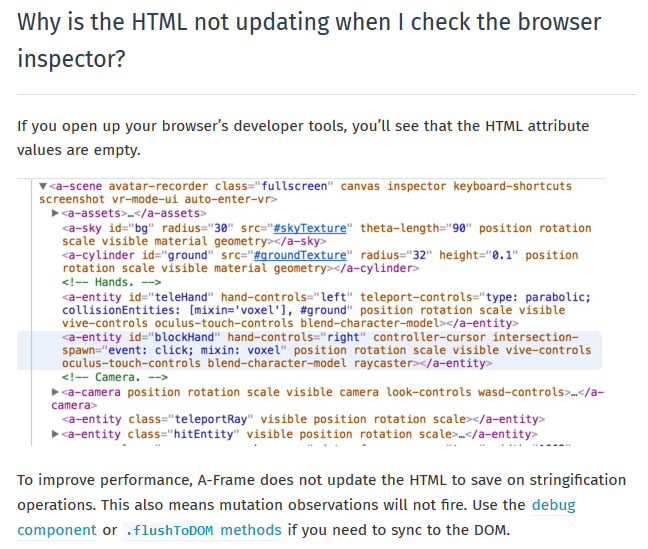 Why is the HTML not updating when I check the browser
inspector?
If you open up your browser's developer tools, you'll see that the HTML attribute
values are empty.
▼<a-scene avatar-recorder class="fullscreen" canvas inspector keyboard-shortcuts
screenshot vr-mode-ui auto-enter-vr>
▶<a-assets>…</a-assets>
<a-sky id="bg" radius="30" src="#skyTexture" theta-length="90" position rotation
scale visible material geometry></a-sky>
<a-cylinder id="ground" src="#groundTexture" radius="32" height="0.1" position
rotation scale visible material geometry></a-cylinder>
<!-- Hands. -->
<a-entity id="teleHand" hand-controls="left" teleport-controls="type: parabolic;
collisionEntities: [mixin='voxel'], #ground" position rotation scale visible
vive-controls oculus-touch-controls blend-character-model></a-entity>
<a-entity id="blockHand" hand-controls="right" controller-cursor intersection-
spawn="event: click; mixin: voxel" position rotation scale visible vive-controls
oculus-touch-controls blend-character-model raycaster></a-entity>
<!-- Camera. -->
▶<a-camera position rotation scale visible camera look-controls wasd-controls>…</a-
camera>
<a-entity class="teleportRay" visible position rotation scale></a-entity>
▶<a-entity class="hitEntity" visible position rotation scale>…</a-entity>
To improve performance, A-Frame does not update the HTML to save on stringification
operations. This also means mutation observations will not fire. Use the debug
component or .flushToDOM methods if you need to sync to the DOM.